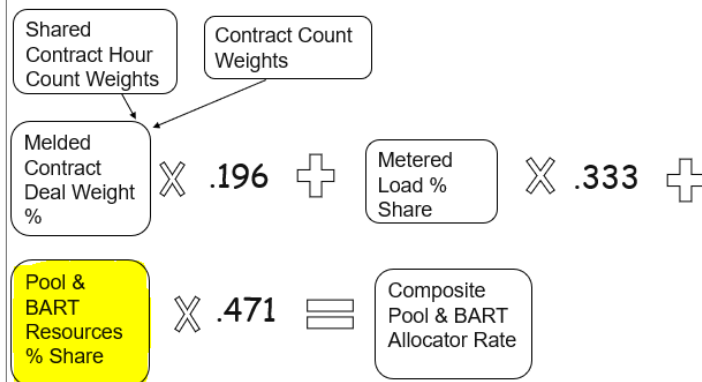 Shared
Contract Hour
Count Weights
Contract Count
Weights
Melded
Contract
Deal Weight
%
.196
Metered
Load %
Share
.333
Pool &
BART
Resources
% Share
.471
Composite
Pool & BART
Allocator Rate